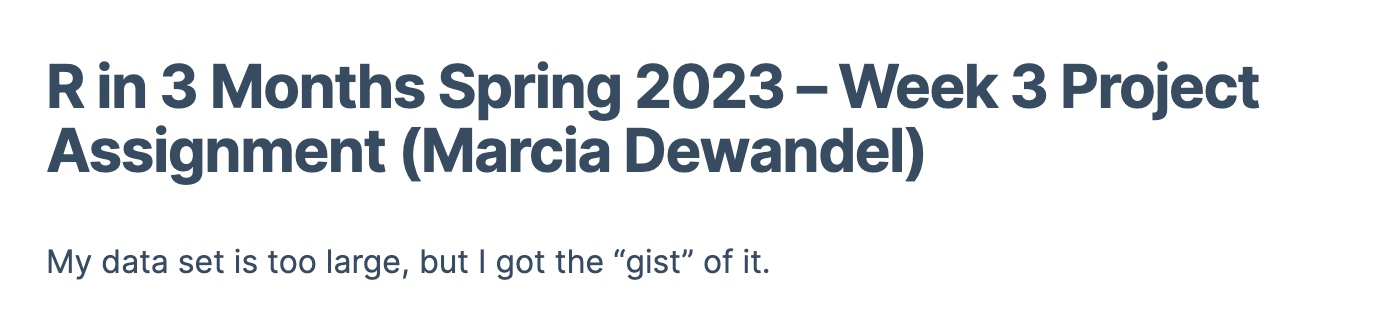 R in 3 Months Spring 2023 – Week 3 Project
Assignment (Marcia Dewandel)
My data set is too large, but I got the “gist” of it.